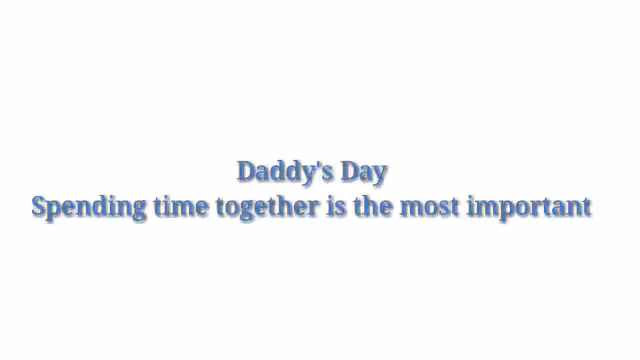 Daddy's Day
Spending time together is the most important